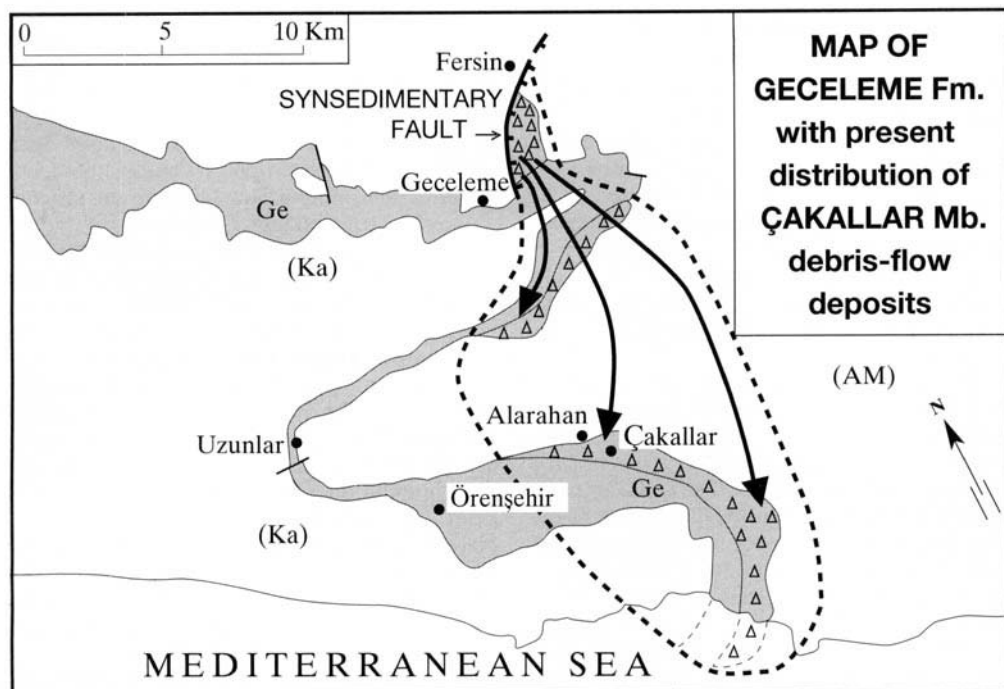 0 5 10 Km
MAP OF
GECELEME Fm.
with present
distribution of
ÇAKALLAR Mb.
debris-flow
deposits
Fersin
SYNSEDIMENTARY
FAULT
Geceleme
Ge
(Ka)
(AM)
N
Alarahan
Çakallar
Uzunlar
Ge
Örenşehir
(Ka)
MEDITERRANEAN SEA